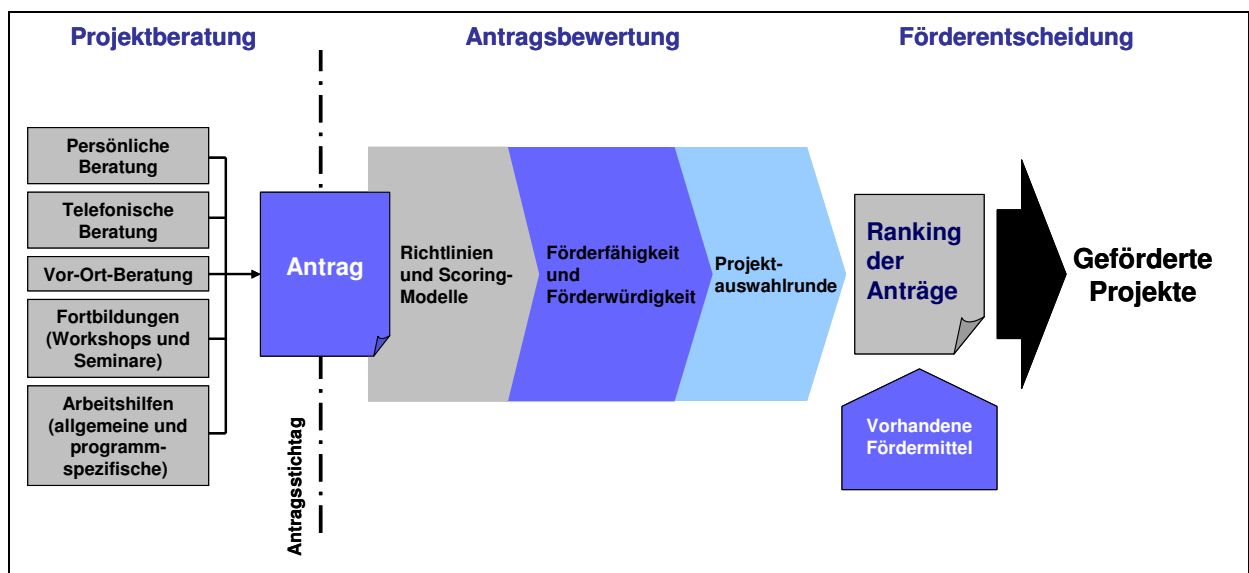 Projektberatung
Antragsbewertung
Förderentscheidung
Persönliche
Beratung
Telefonische
Beratung
Vor-Ort-Beratung
Fortbildungen
(Workshops und
Seminare)
Arbeitshilfen
(allgemeine und
programm-
spezifische)
Antrag
Antragsstichtag
Richtlinien
und Scoring-
Modelle
Förderfähigkeit
und
Förderwürdigkeit
Projekt-
auswahlrunde
Ranking
der
Anträge
Vorhandene
Fördermittel
Geförderte
Projekte